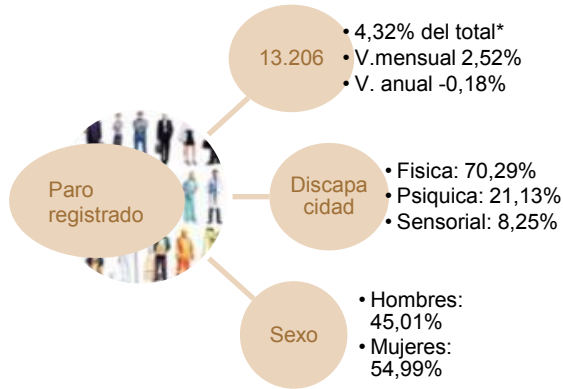 13.206
• 4,32% del total*
• V.mensual 2,52%
• V. anual -0,18%
Paro
registrado
Discapa
cidad
• Fisica: 70,29%
• Psiquica: 21,13%
• Sensorial: 8,25%
Sexo
• Hombres:
45,01%
• Mujeres:
54,99%